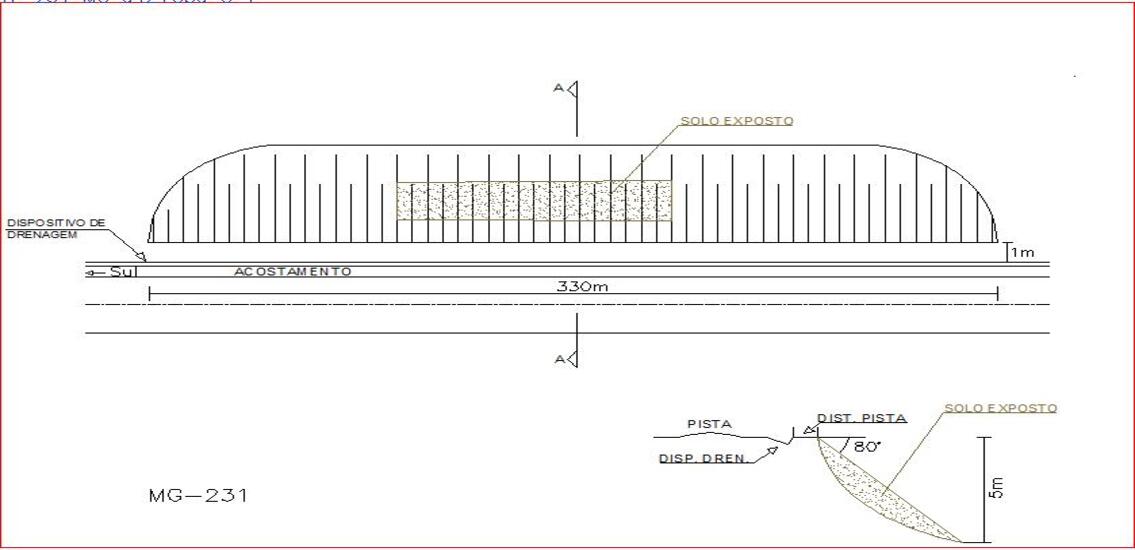 A
SOLO EXPOSTO
DISPOSITIVO DE
DRENAGEM
1m
Sul
ACOSTAMENTO
330m
A
SOLO EXPOSTO
DIST. PISTA
PISTA
80°
DISP. DREN.
5m
MG-231